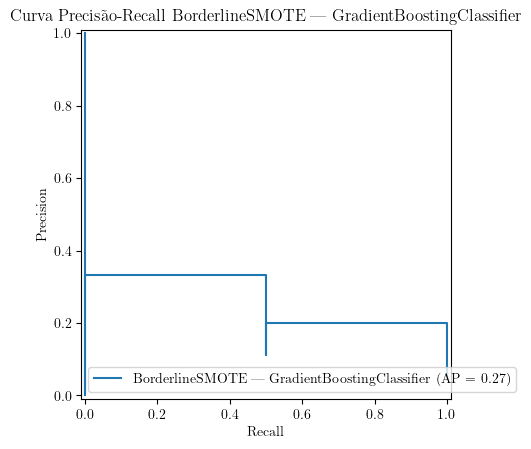 Curva Precisão-Recall BorderlineSMOTE — GradientBoostingClassifier
1.0
0.8
0.6
0.4
0.2
0.0
Precision
BorderlineSMOTE — GradientBoostingClassifier (AP = 0.27)
0.0 0.2 0.4 0.6 0.8 1.0
Recall